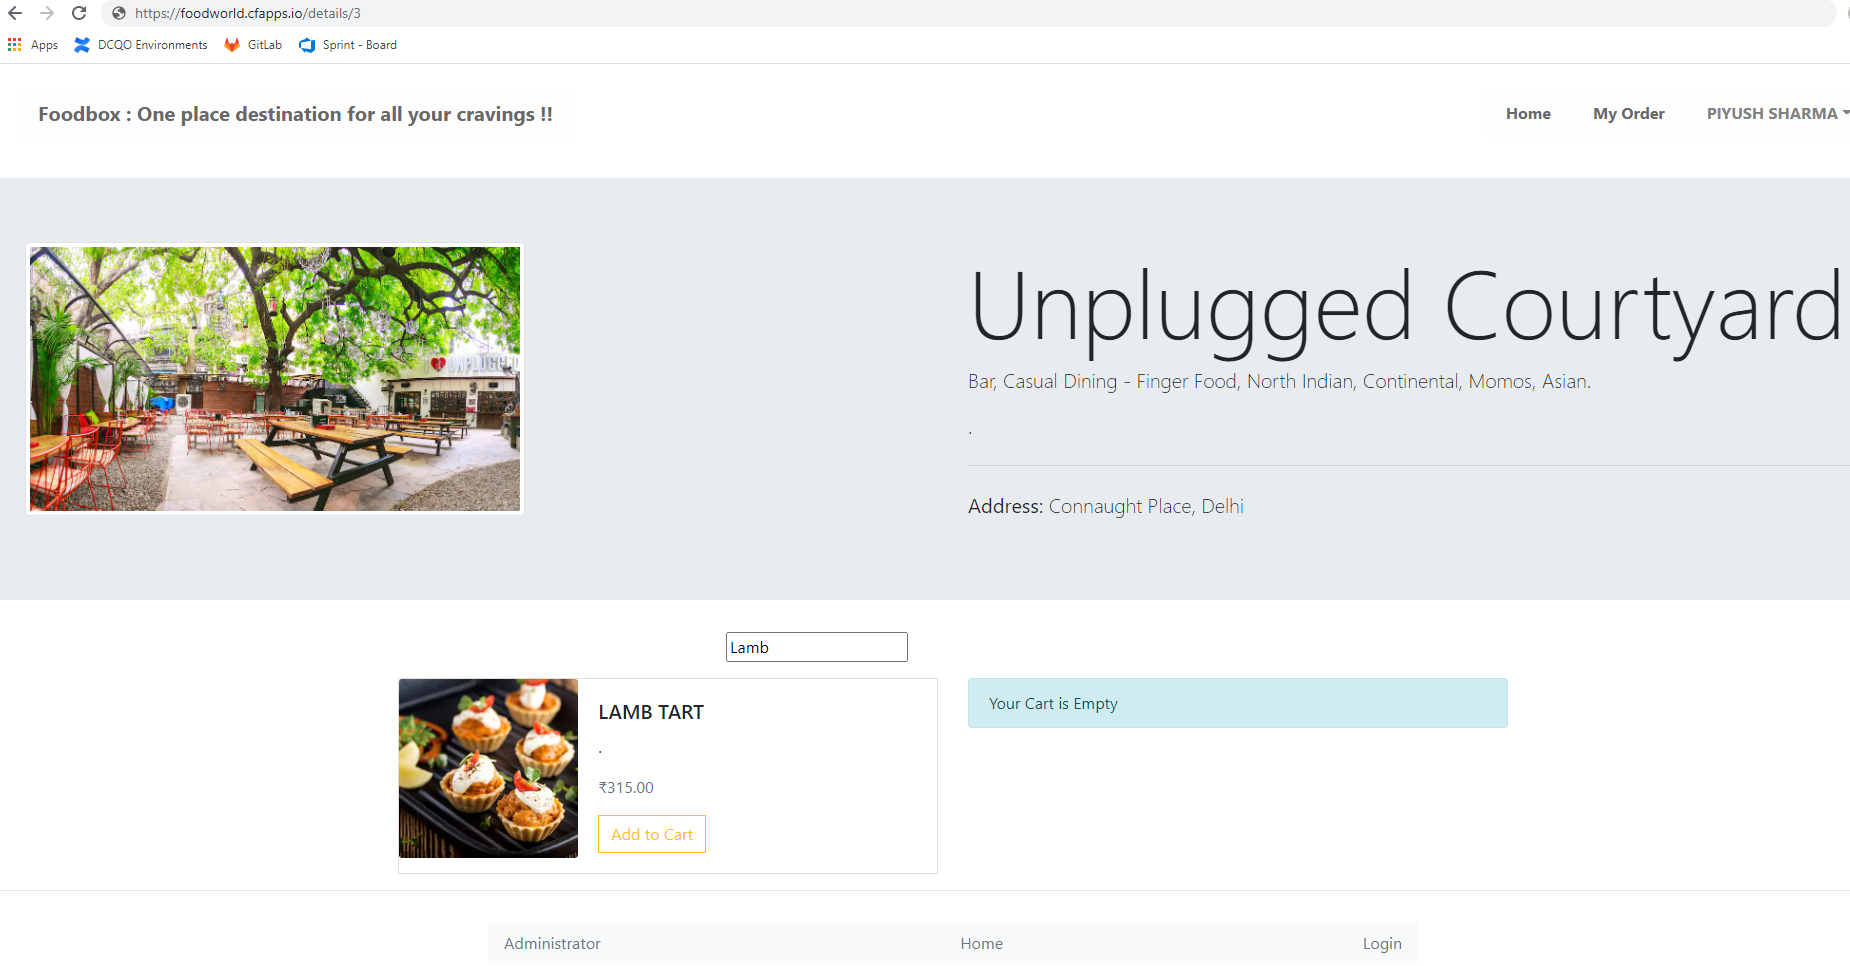 https://foodworld.cfapps.io/details/3
Apps DCQO Environments GitLab Sprint - Board
Foodbox : One place destination for all your cravings !! Home My Order PIYUSH SHARMA
UNPLUGGED
Unplugged Courtyard
Bar, Casual Dining - Finger Food, North Indian, Continental, Momos, Asian.
.
Address: Connaught Place, Delhi
Lamb
LAMB TART
.
₹315.00
Add to Cart
Your Cart is Empty
Administrator Home Login